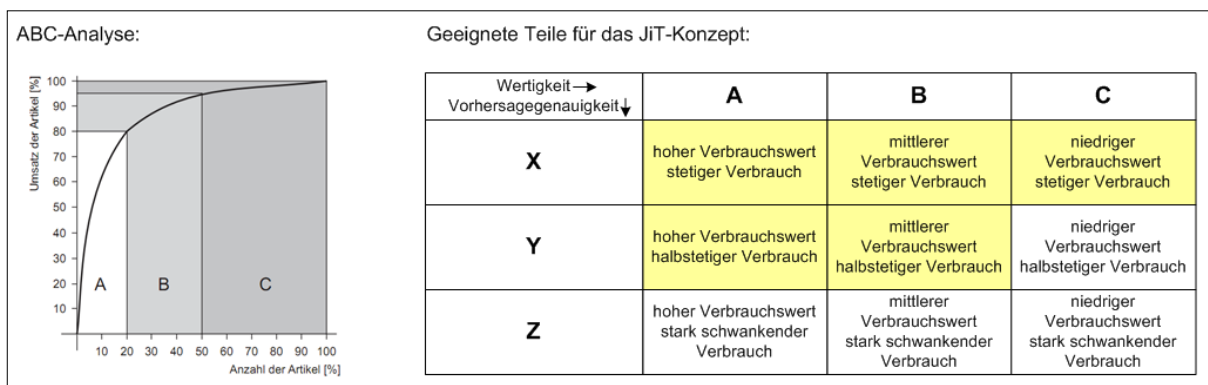 ABC-Analyse:
Umsatz der Artikel [%]
100
90
80
70
60
50
40
30
20
10
A
B
C
10 20 30 40 50 60 70 80 90 100
Anzahl der Artikel [%]
Geeignete Teile für das JiT-Konzept:
Wertigkeit
Vorhersagegenauigkeit
A
B
C
X
hoher Verbrauchswert
stetiger Verbrauch
mittlerer
Verbrauchswert
stetiger Verbrauch
niedriger
Verbrauchswert
stetiger Verbrauch
Y
hoher Verbrauchswert
halbstetiger Verbrauch
mittlerer
Verbrauchswert
halbstetiger Verbrauch
niedriger
Verbrauchswert
halbstetiger Verbrauch
Z
hoher Verbrauchswert
stark schwankender
Verbrauch
mittlerer
Verbrauchswert
stark schwankender
Verbrauch
niedriger
Verbrauchswert
stark schwankender
Verbrauch